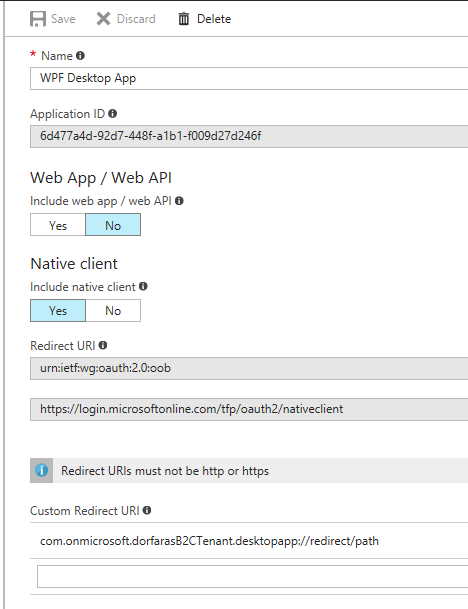 Save Discard Delete
* Name
WPF Desktop App
Application ID
6d477a4d-92d7-448f-a1b1-f009d27d246f
Web App / Web API
Include web app / web API
Yes No
Native client
Include native client
Yes No
Redirect URI
urn:ietf:wg:oauth:2.0:oob
https://login.microsoftonline.com/tfp/oauth2/nativeclient
Redirect URIs must not be http or https
Custom Redirect URI
com.onmicrosoft.dorfarasB2CTenant.desktopapp://redirect/path